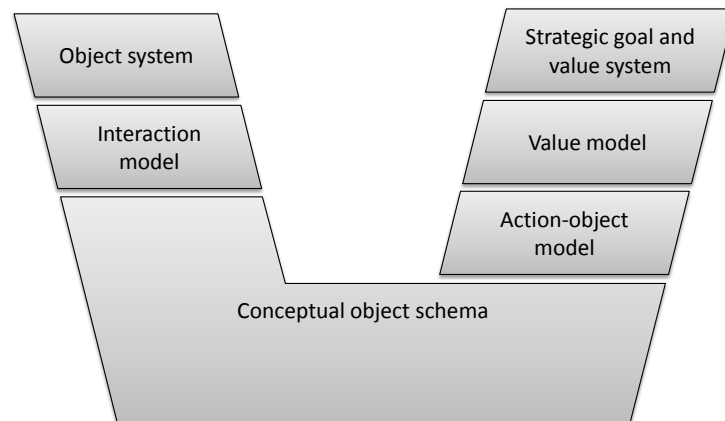 Object system
Interaction
model
Strategic goal and
value system
Value model
Action-object
model
Conceptual object schema